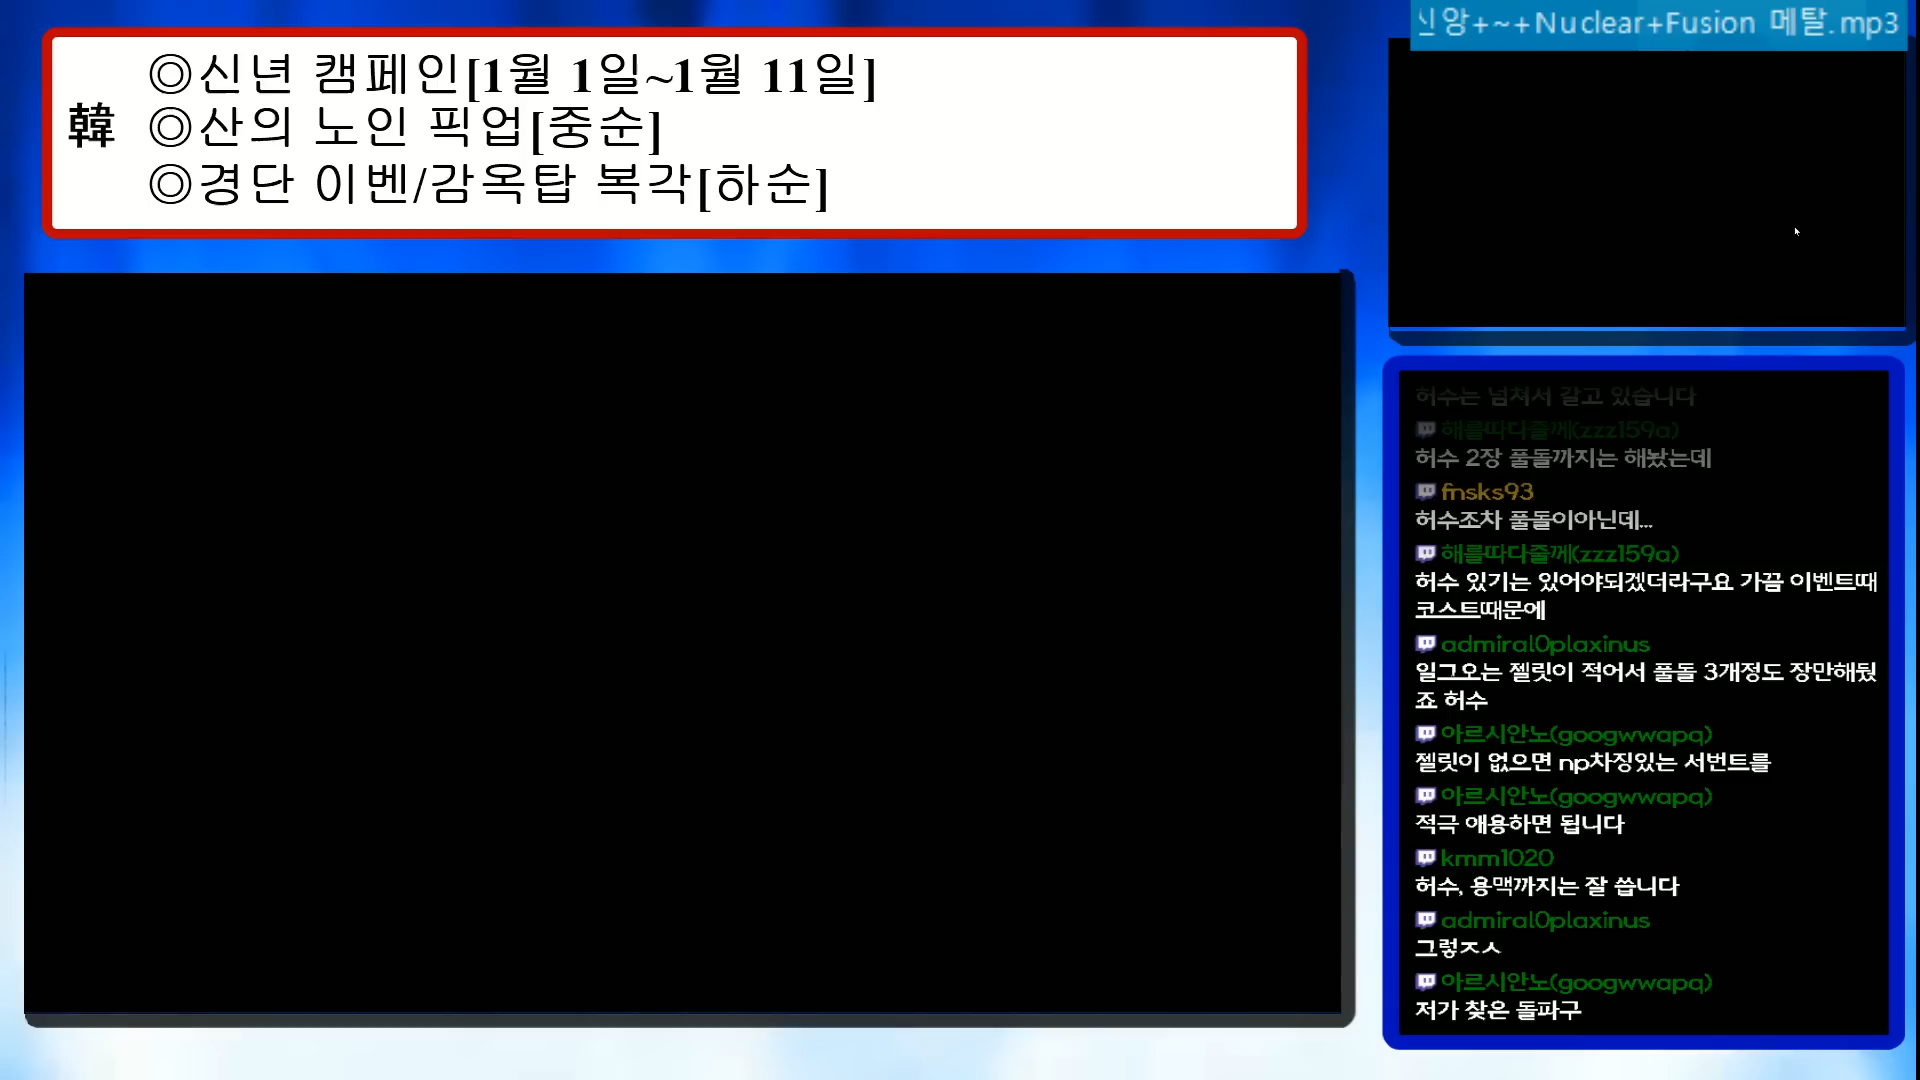 신앙+~+Nuclear+Fusion 메탈.mp3
韓
◎신년 캠페인[1월 1일~1월 11일]
◎산의 노인 픽업[중순]
◎경단 이벤/감옥탑 복각[하순]
허수는 넘쳐서 갈고 있습니다
해를따다줄께(zzz159a)
허수 2장 풀돌까지는 해놨는데
fnsks93
허수조차 풀돌이아닌데...
해를따다줄께(zzz159a)
허수 있기는 있어야되겠더라구요 가끔 이벤트때
코스트때문에
admiral0plaxinus
일그오는 젤릿이 적어서 풀돌 3개정도 장만해뒀
죠 허수
아르시안노(googwwapq)
젤릿이 없으면 np차징있는 서번트를
아르시안노(googwwapq)
적극 애용하면 됩니다
kmm1020
허수, 용맥까지는 잘 씁니다
admiral0plaxinus
그렇ㅈㅅ
아르시안노(googwwapq)
저가 찾은 돌파구